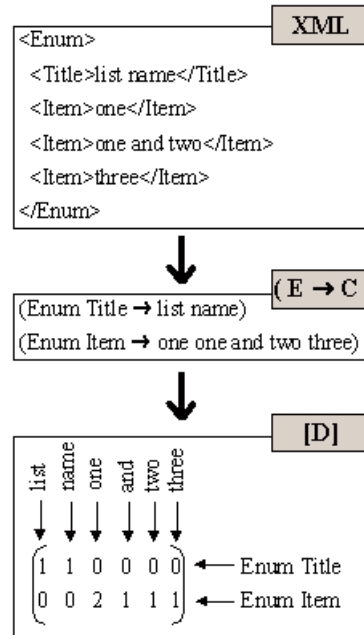 XML
<Enum>
<Title>list name</Title>
<Item>one</Item>
<Item>one and two</Item>
<Item>three</Item>
</Enum>
( E → C
(Enum Title → list name)
(Enum Item → one one and two three)
[D]
list name one and two three
1 1 0 0 0 0 ← Enum Title
0 0 2 1 1 1 ← Enum Item